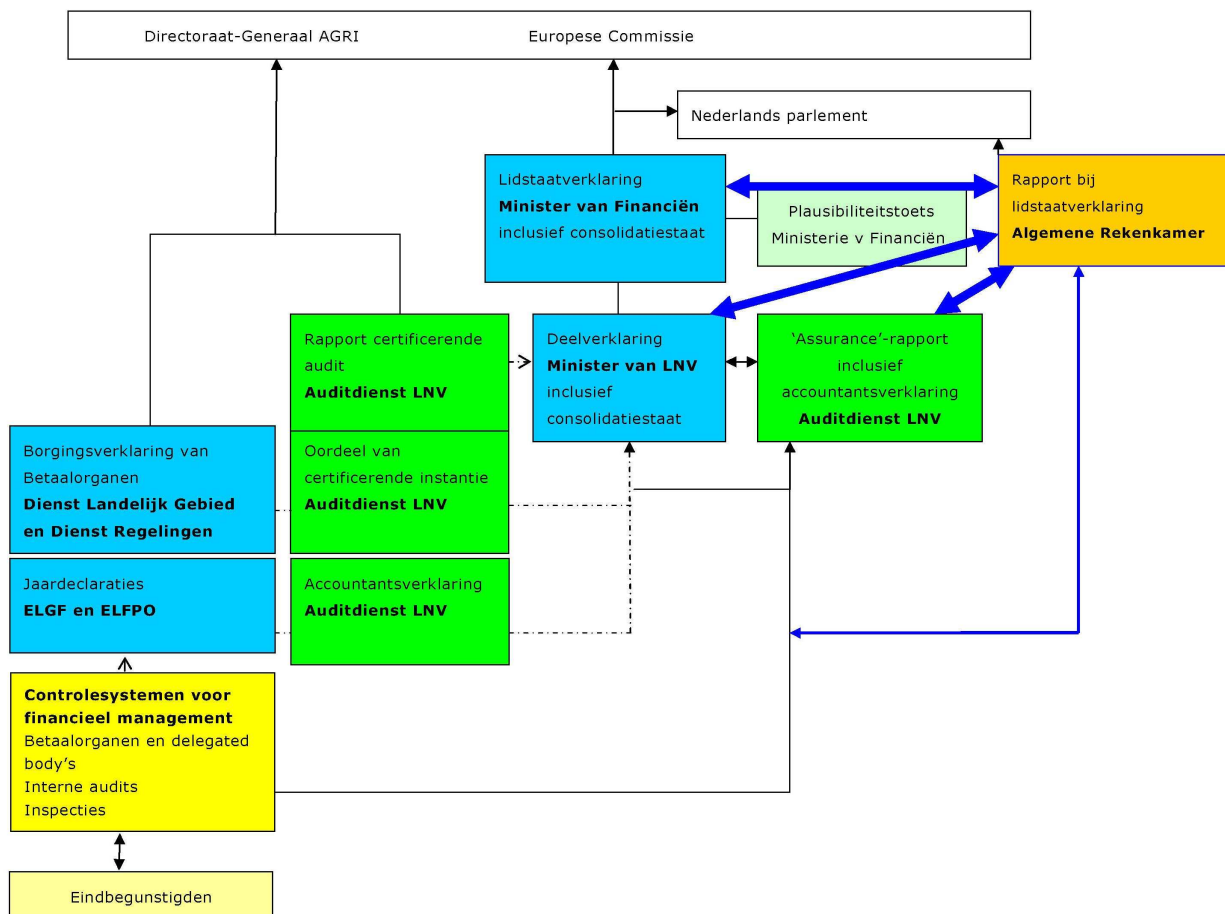 Directoraat-Generaal AGRI
Europese Commissie
Nederlands parlement
Lidstaatverklaring
Minister van Financiën
inclusief consolidatiestaat
Plausibiliteitstoets
Ministerie v Financiën
Rapport bij
lidstaatverklaring
Algemene Rekenkamer
Rapport certificerende
audit
Auditdienst LNV
Deelverklaring
Minister van LNV
inclusief
consolidatiestaat
‘Assurance’-rapport
inclusief
accountantsverklaring
Auditdienst LNV
Borgingsverklaring van
Betaalorganen
Dienst Landelijk Gebied
en Dienst Regelingen
Oordeel van
certificerende instantie
Auditdienst LNV
Jaardeclaraties
ELGF en ELFPO
Accountantsverklaring
Auditdienst LNV
Controlesystemen voor
financieel management
Betaalorganen en delegated
body's
Interne audits
Inspecties
Eindbegunstigden